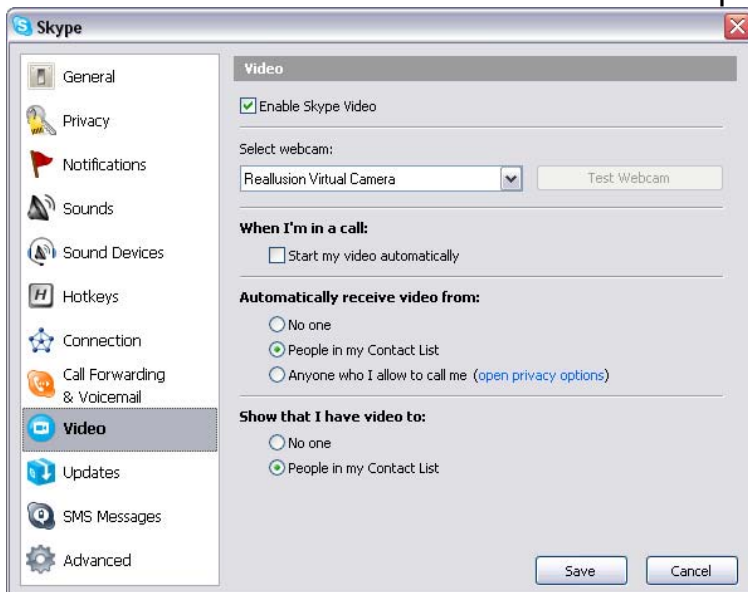 Skype
General
Privacy
Notifications
Sounds
Sound Devices
H Hotkeys
Connection
Call Forwarding
& Voicemail
Video
Updates
SMS Messages
Advanced
Video
Enable Skype Video
Select webcam:
Reallusion Virtual Camera
Test Webcam
When I'm in a call:
Start my video automatically
Automatically receive video from:
No one
People in my Contact List
Anyone who I allow to call me (open privacy options)
Show that I have video to:
No one
People in my Contact List
Save Cancel